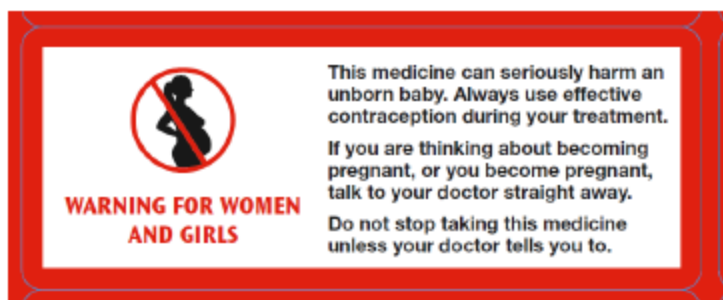 WARNING FOR WOMEN
AND GIRLS
This medicine can seriously harm an
unborn baby. Always use effective
contraception during your treatment.
If you are thinking about becoming
pregnant, or you become pregnant,
talk to your doctor straight away.
Do not stop taking this medicine
unless your doctor tells you to.